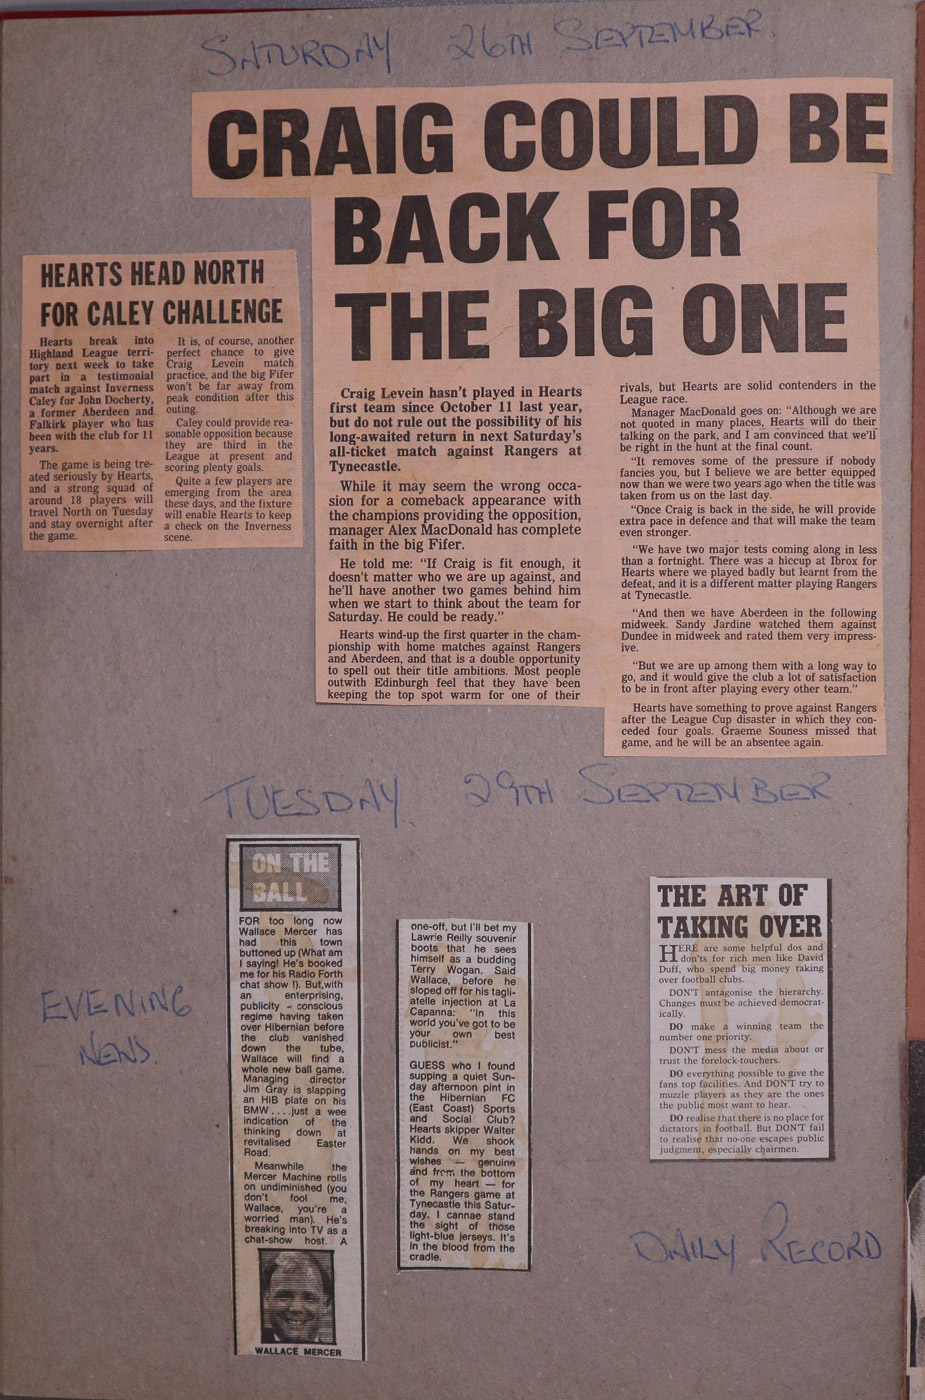 SATURDAY 26TH SEPTEMBER.
CRAIG COULD BE
BACK FOR
THE BIG ONE
HEARTS HEAD NORTH
FOR CALEY CHALLENGE
Hearts break into
Highland League terri-
tory next week to take
part in a testimonial
match against Inverness
Caley for John Docherty,
a former Aberdeen and
Falkirk player who has
been with the club for 11
years.
The game is being tre-
ated seriously by Hearts,
and a strong squad of
around 18 players will
travel North on Tuesday
and stay overnight after
the game.
It is, of course, another
perfect chance to give
Craig Levein match
practice, and the big Fifer
won't be far away from
peak condition after this
outing.
Caley could provide rea-
sonable opposition because
they are third in the
League at present and
scoring plenty goals.
Quite a few players are
emerging from the area
these days, and the fixture
will enable Hearts to keep
a check on the Inverness
scene.
Craig Levein hasn't played in Hearts
first team since October 11 last year,
but do not rule out the possibility of his
long-awaited return in next Saturday's
all-ticket match against Rangers at
Tynecastle.
While it may seem the wrong occa-
sion for a comeback appearance with
the champions providing the opposition,
manager Alex MacDonald has complete
faith in the big Fifer.
He told me: "If Craig is fit enough, it
doesn't matter who we are up against, and
he'll have another two games behind him
when we start to think about the team for
Saturday. He could be ready."
Hearts wind-up the first quarter in the cham-
pionship with home matches against Rangers
and Aberdeen, and that is a double opportunity
to spell out their title ambitions. Most people
outwith Edinburgh feel that they have been
keeping the top spot warm for one of their
rivals, but Hearts are solid contenders in the
League race.
Manager MacDonald goes on: "Although we are
not quoted in many places, Hearts will do their
talking on the park, and I am convinced that we'll
be right in the hunt at the final count.
"It removes some of the pressure if nobody
fancies you, but I believe we are better equipped
now than we were two years ago when the title was
taken from us on the last day.
"Once Craig is back in the side, he will provide
extra pace in defence and that will make the team
even stronger.
"We have two major tests coming along in less
than a fortnight. There was a hiccup at Ibrox for
Hearts where we played badly but learnt from the
defeat, and it is a different matter playing Rangers
at Tynecastle.
"And then we have Aberdeen in the following
midweek. Sandy Jardine watched them against
Dundee in midweek and rated them very impress-
ive.
"But we are up among them with a long way to
go, and it would give the club a lot of satisfaction
to be in front after playing every other team."
Hearts have something to prove against Rangers
after the League Cup disaster in which they con-
ceded four goals. Graeme Souness missed that
game, and he will be an absentee again.
TUESDAY 29TH SEPTEMBER
EVENING
NEWS.
ON THE
BALL
FOR too long now
Wallace Mercer has
had this town
buttoned up (What am
I saying! He's booked
me for his Radio Forth
chat show !). But, with
an enterprising,
publicity - conscious
regime having taken
over Hibernian before
the club vanished
down the tube,
Wallace will find a
whole new ball game.
Managing director
Jim Gray is slapping
an HIB plate on his
BMW . . . . just a wee
indication of the
thinking down at
revitalised Easter
Road.
Meanwhile the
Mercer Machine rolls
on undiminished (you
don't fool me,
Wallace, you're a
worried man). He's
breaking into TV as a
chat-show host. A
WALLACE MERCER
one-off, but I'll bet my
Lawrie Reilly souvenir
boots that he sees
himself as a budding
Terry Wogan. Said
Wallace, before he
sloped off for his tagli-
atelle injection at La
Capanna: "In this
world you've got to be
your own best
publicist."
GUESS who I found
supping a quiet Sun-
day afternoon pint in
the Hibernian FC
(East Coast) Sports
and Social Club?
Hearts skipper Walter
Kidd. We shook
hands on my best
wishes — genuine
and from the bottom
of my heart — for
the Rangers game at
Tynecastle this Satur-
day. I cannae stand
the sight of those
light-blue jerseys. It's
in the blood from the
cradle.
THE ART OF
TAKING OVER
HERE are some helpful dos and
don'ts for rich men like David
Duff, who spend big money taking
over football clubs.
DON'T antagonise the hierarchy.
Changes must be achieved democrat-
ically.
DO make a winning team the
number one priority.
DON'T mess the media about or
trust the forelock-touchers.
DO everything possible to give the
fans top facilities. And DON'T try to
muzzle players as they are the ones
the public most want to hear.
DO realise that there is no place for
dictators in football. But DON'T fail
to realise that no-one escapes public
judgment, especially chairmen.
DAILY RECORD